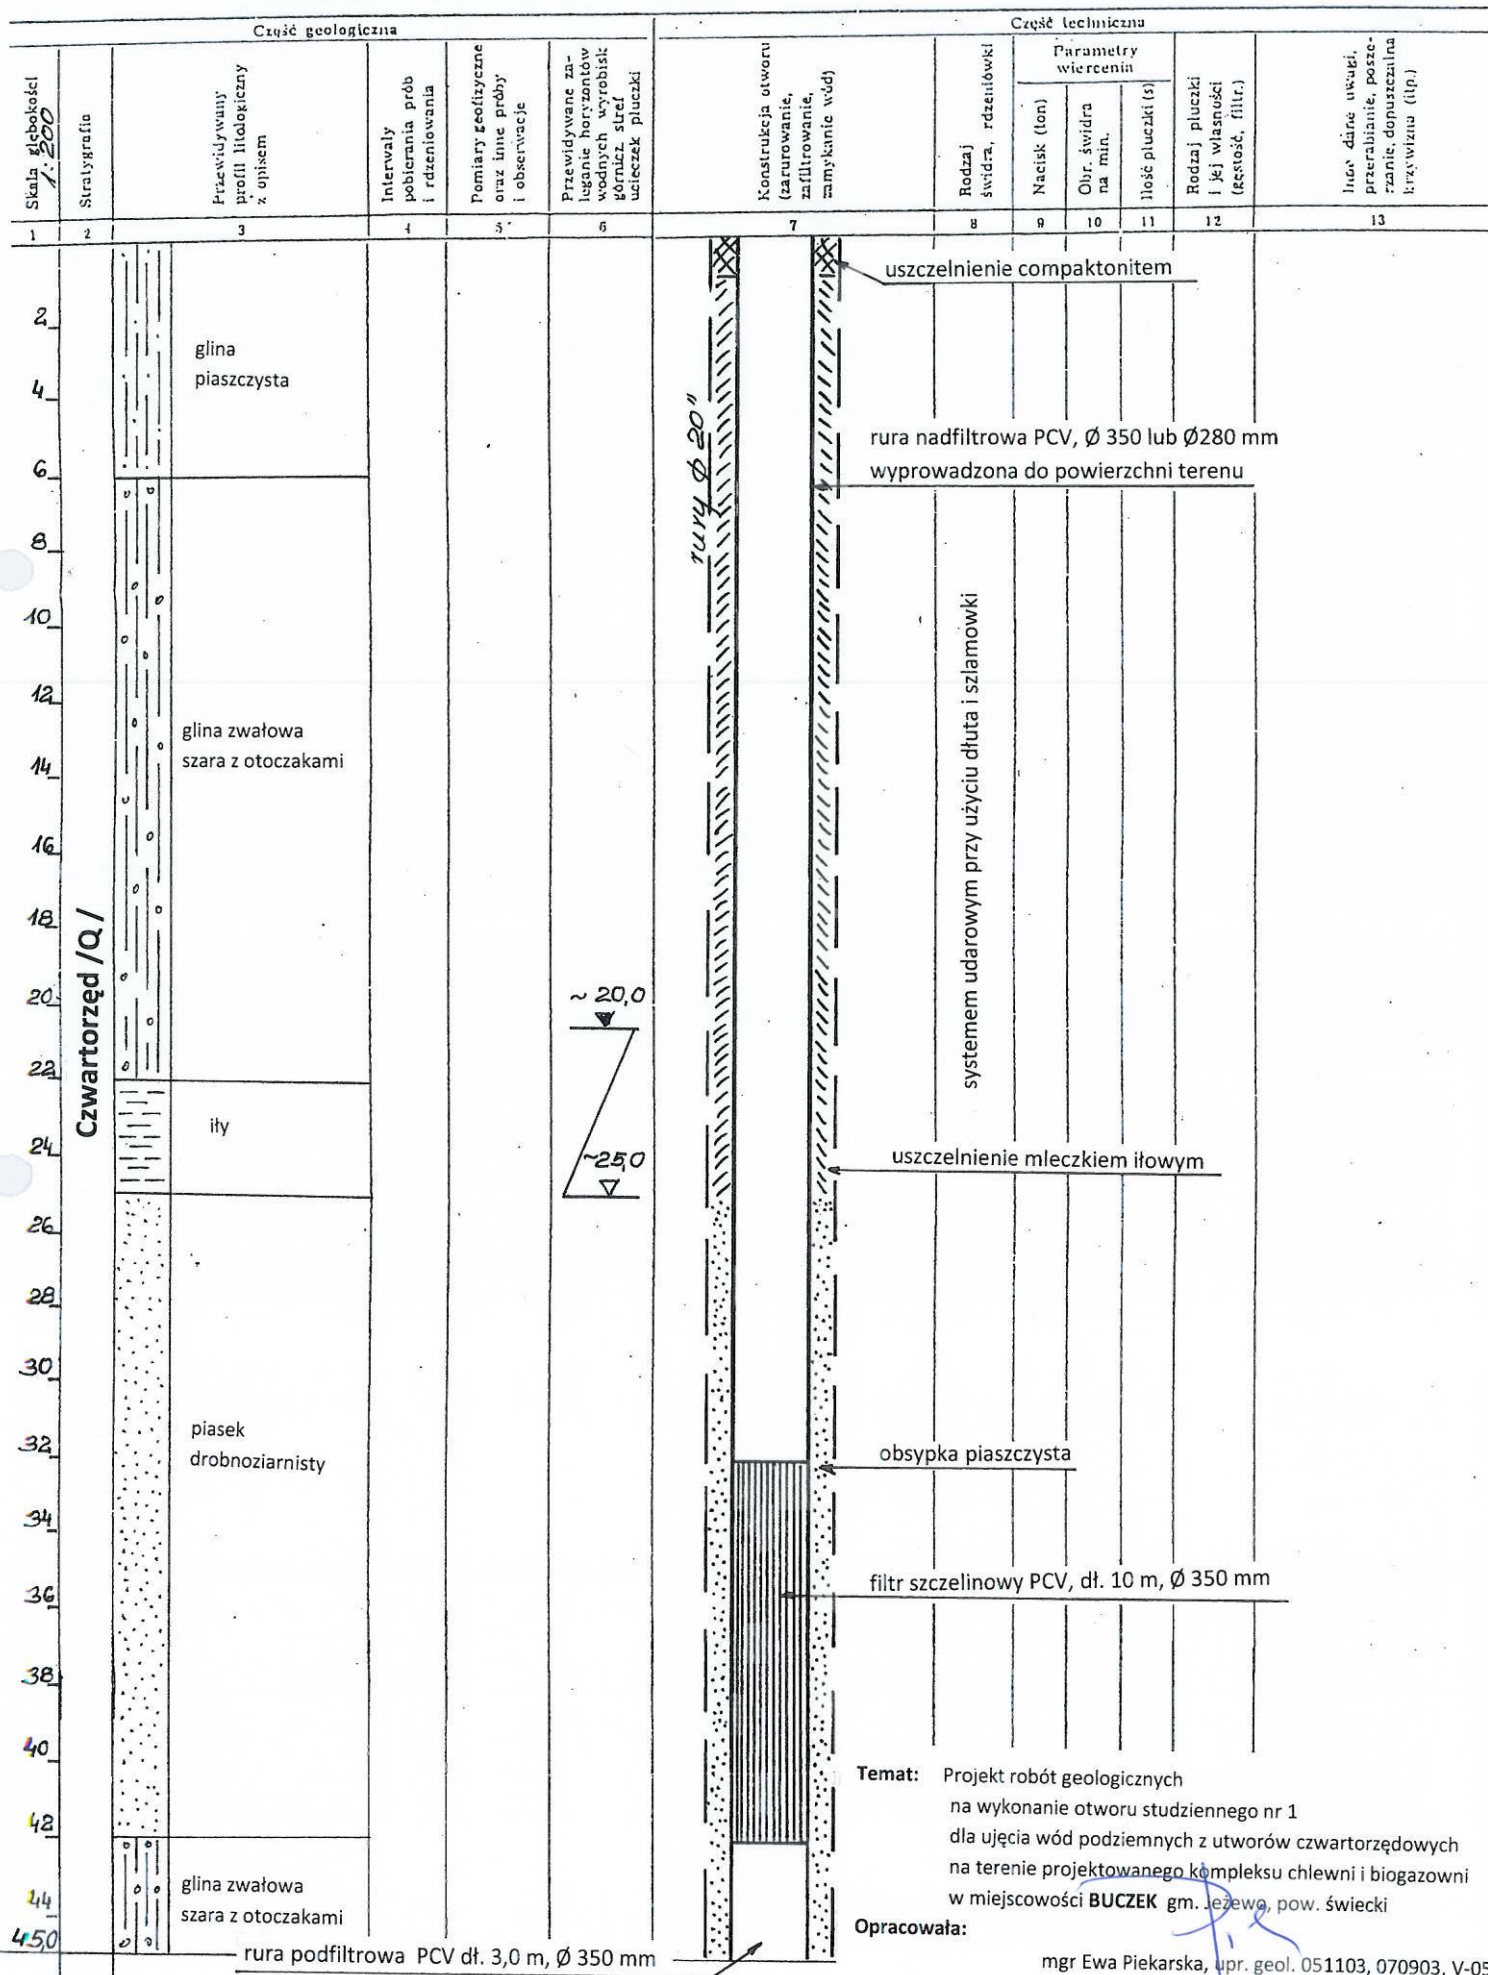 Część geologiczna
Część techniczna
Skala głębokości
1:200
Stratygrafia
Przewidywany
profil litologiczny
z opisem
Interwały
pobierania prób
i rdzeniowania
Pomiary geofizyczne
oraz inne próby
i obserwacje
Przewidywane za-
leganie horyzontów
wodnych wyrobisk
górnicz. stref
ucieczek płuczki
Konstrukcja otworu
(zarurowanie,
zafiltrowanie,
zamykanie wód)
Rodzaj
świdra, rdzeniówki
Parametry
wiercenia
Nacisk (ton)
Obr. świdra
na min.
Ilość płuczki (s)
Rodzaj płuczki
i jej własności
(gęstość, filtr.)
Inne dane uwagi,
przerabianie, posze-
rzanie, dopuszczalna
krzywizna (itp.)
1 2 3 4 5 6 7 8 9 10 11 12 13
uszczelnienie compaktonitem
2
glina
piaszczysta
4
rury ϕ 20"
rura nadfiltrowa PCV, Ø 350 lub Ø280 mm
wyprowadzona do powierzchni terenu
6
8
10
systemem udarowym przy użyciu dłuta i szlamówki
12
glina zwałowa
szara z otoczakami
14
16
18
Czwartorzęd /Q/
20
~ 20,0
22
iły
24
~25,0
uszczelnienie mleczkiem iłowym
26
28
30
piasek
drobnoziarnisty
32
obsypka piaszczysta
34
filtr szczelinowy PCV, dł. 10 m, Ø 350 mm
36
38
40
Temat: Projekt robót geologicznych
na wykonanie otworu studziennego nr 1
42
dla ujęcia wód podziemnych z utworów czwartorzędowych
na terenie projektowanego kompleksu chlewni i biogazowni
glina zwałowa
szara z otoczakami
w miejscowości BUCZEK gm. Jeżewo, pow. świecki
44
Opracowała:
45,0
rura podfiltrowa PCV dł. 3,0 m, Ø 350 mm
mgr Ewa Piekarska, upr. geol. 051103, 070903, V-05